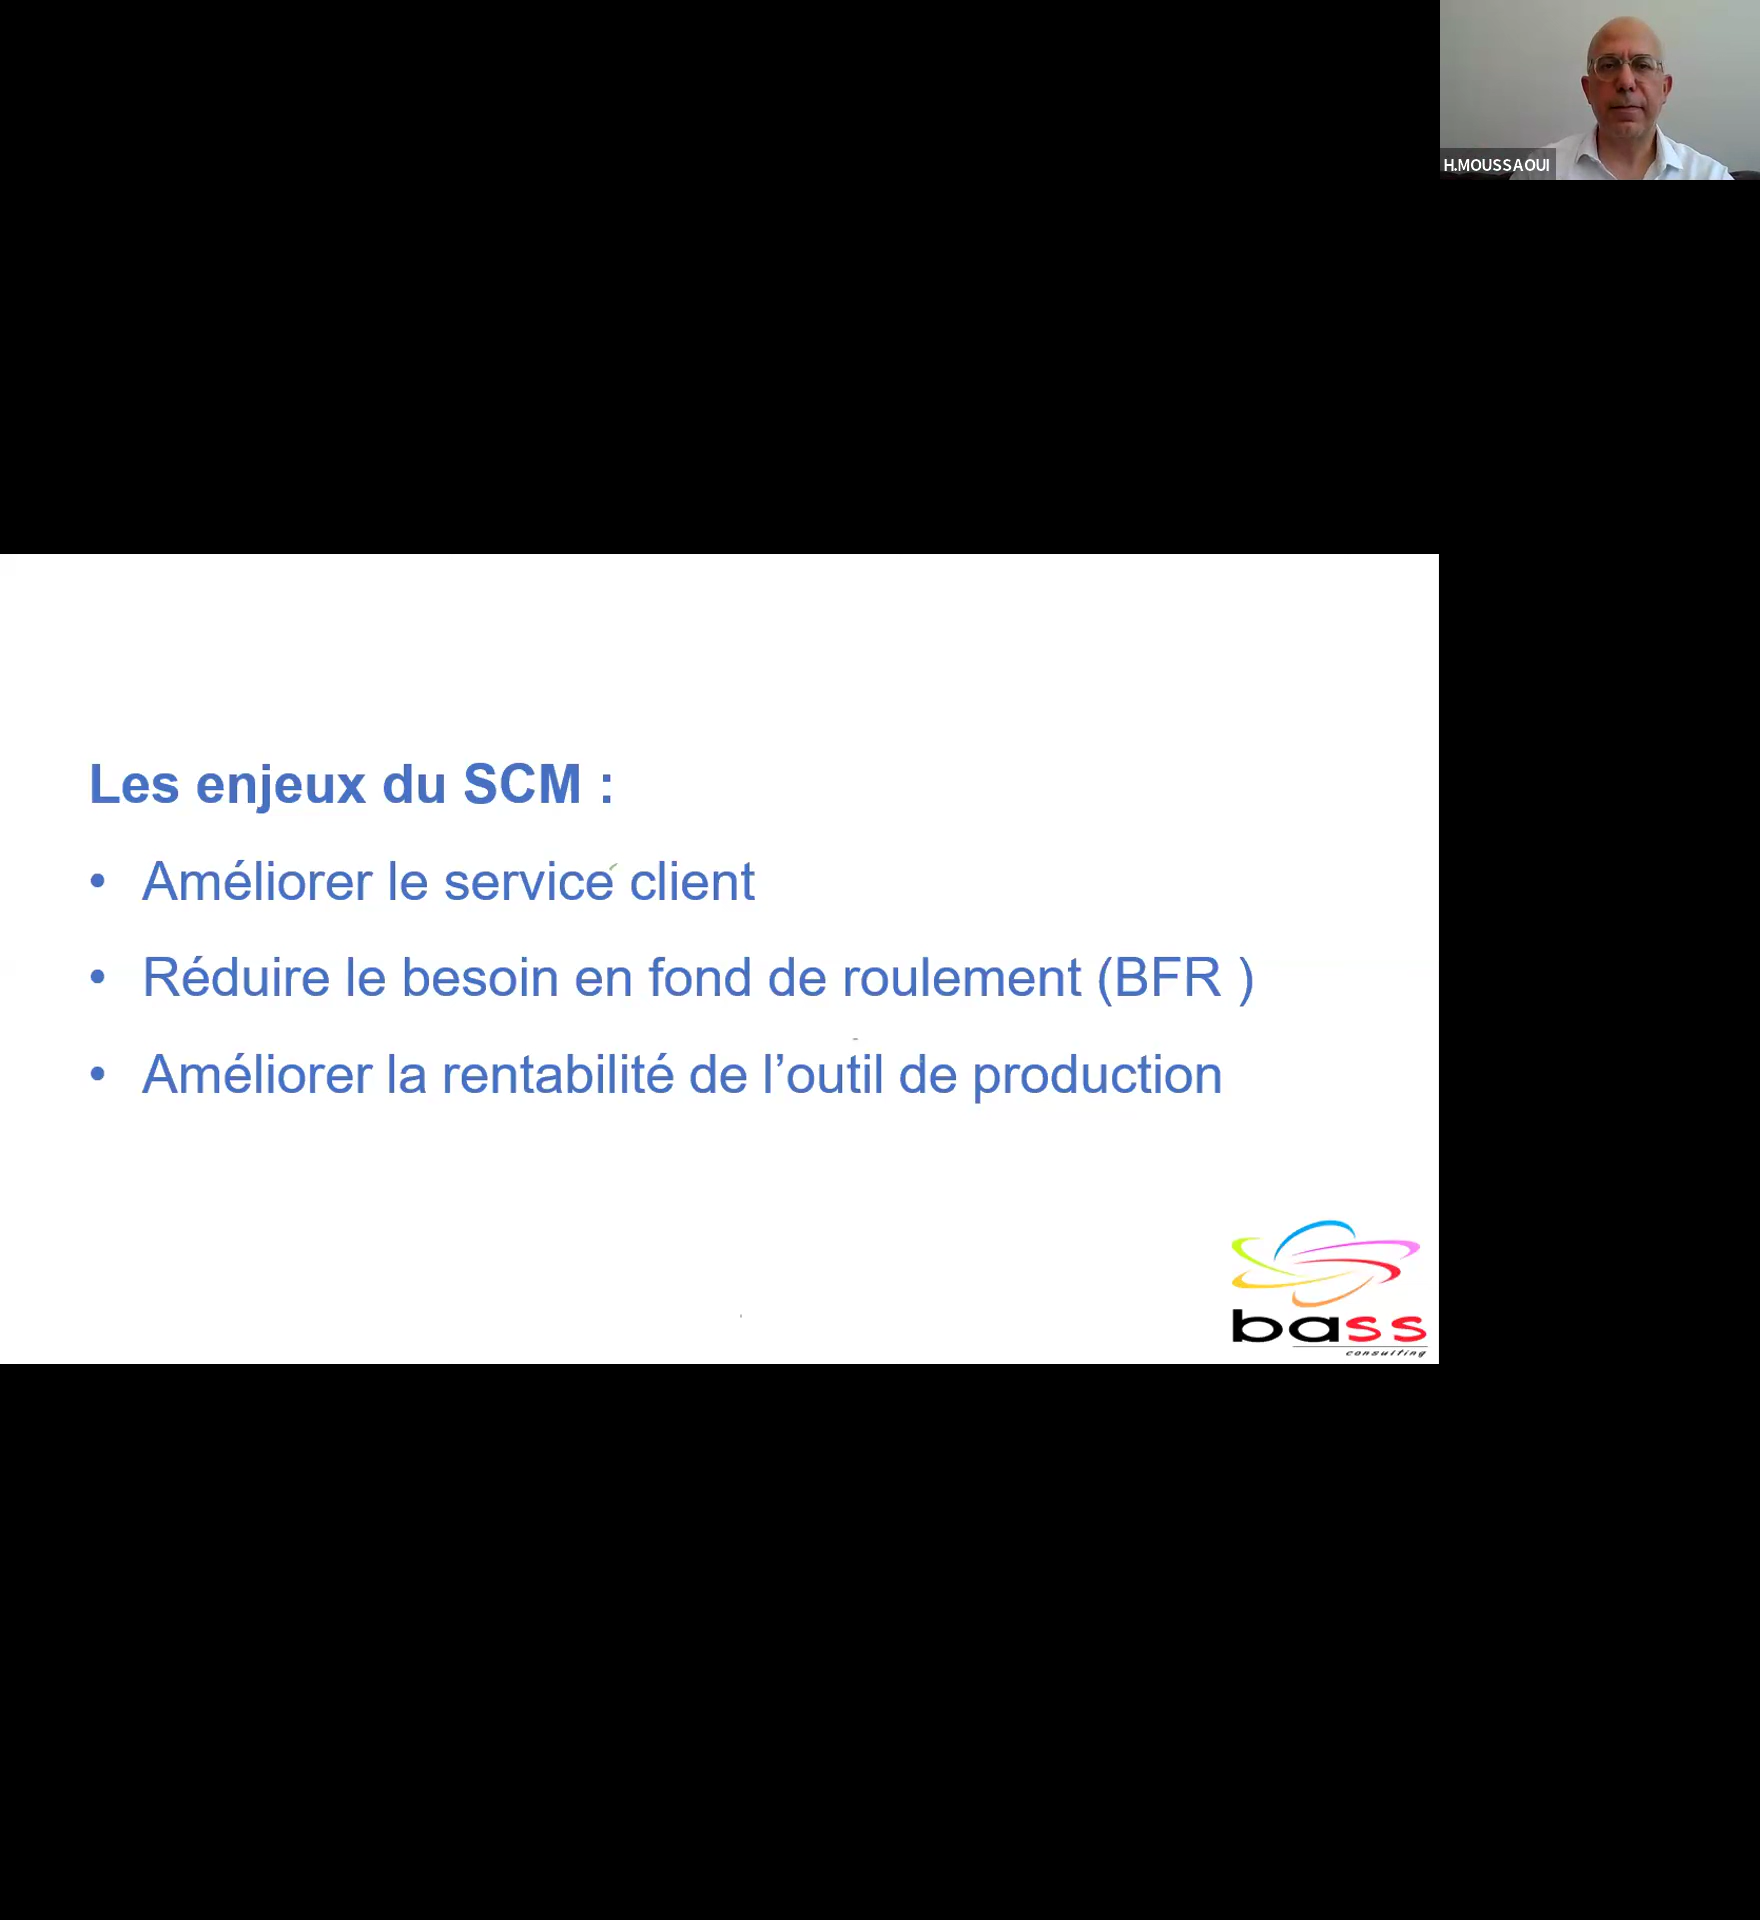 H.MOUSSAOUI
Les enjeux du SCM :
• Améliorer le service client
• Réduire le besoin en fond de roulement (BFR )
• Améliorer la rentabilité de l’outil de production
bass
consulting